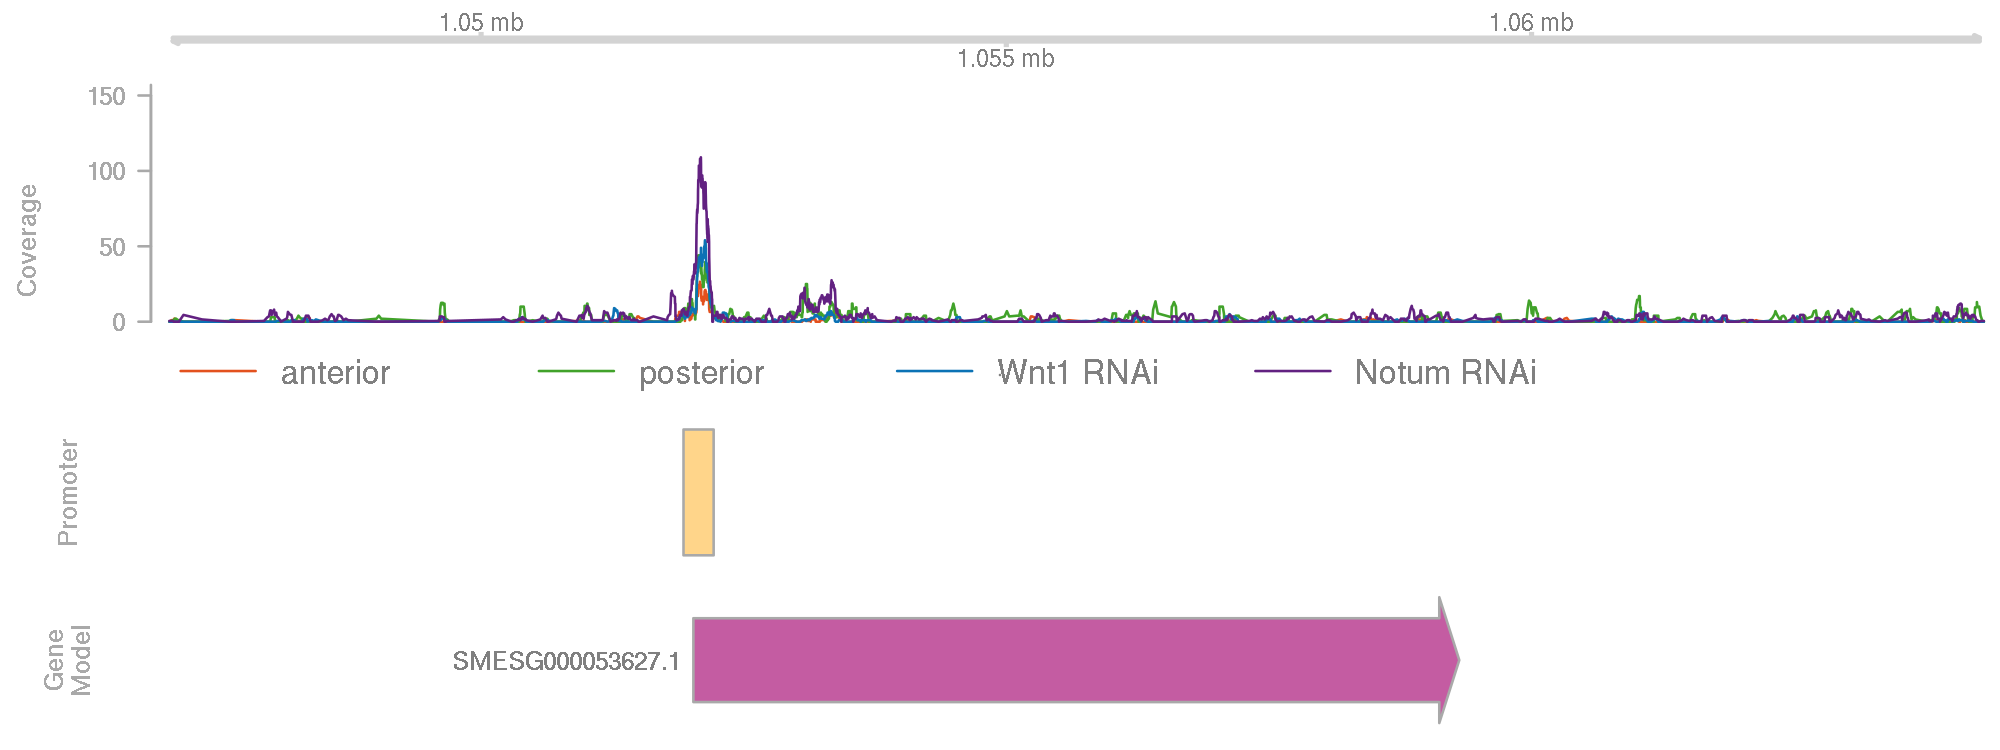 1.05 mb
1.06 mb
1.055 mb
150
100
50
0
Coverage
anterior posterior Wnt1 RNAi Notum RNAi
Promoter
Gene
Model
SMESG000053627.1